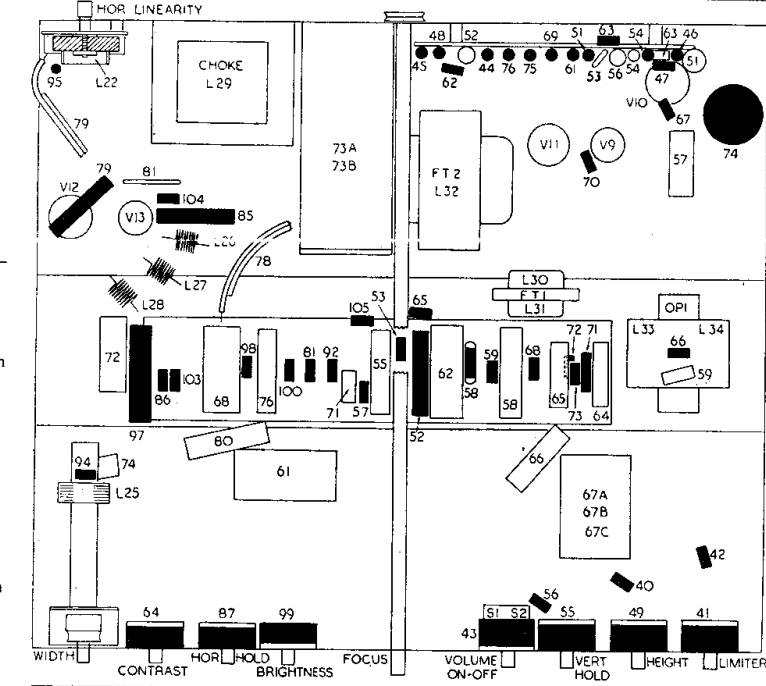 HOR LINEARITY
L22
95
79
CHOKE
L29
73A
73B
48
52
69
51
63
54
63
46
45
62
44
76
75
61
53
56
54
47
51
V10
67
74
57
V11
V9
70
FT2
L32
V12
79
81
104
V13
85
L26
78
L27
L28
L30
FT1
L31
OP1
L33
L34
66
59
105
53
65
72
97
86
103
68
98
76
100
81
92
71
57
55
52
62
58
59
58
68
65
72
71
73
64
80
61
66
67A
67B
67C
94
74
L25
42
40
56
S1 S2
43
64
87
99
55
49
41
WIDTH
CONTRAST
HOR HOLD
BRIGHTNESS
FOCUS
VOLUME
ON-OFF
VERT
HOLD
HEIGHT
LIMITER